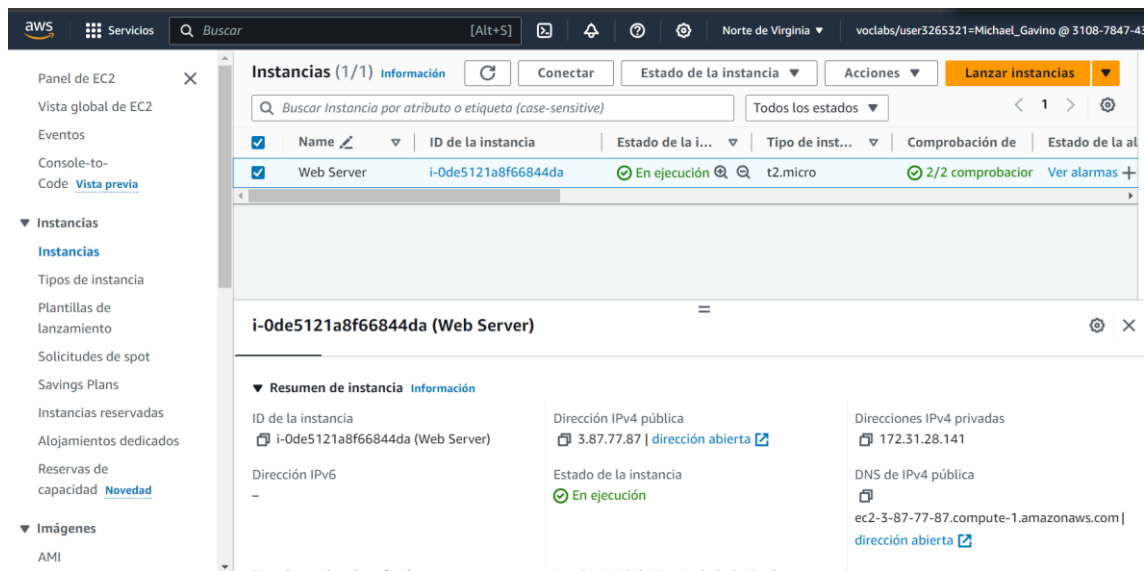 aws Servicios Buscar [Alt+S] Norte de Virginia ▼ voclabs/user3265321=Michael_Gavino @ 3108-7847-43
Panel de EC2
Vista global de EC2
Eventos
Console-to-
Code Vista previa
▼ Instancias
Instancias
Tipos de instancia
Plantillas de
lanzamiento
Solicitudes de spot
Savings Plans
Instancias reservadas
Alojamientos dedicados
Reservas de
capacidad Novedad
▼ Imágenes
AMI
Instancias (1/1) Información Conectar Estado de la instancia ▼ Acciones ▼ Lanzar instancias ▼
Buscar Instancia por atributo o etiqueta (case-sensitive) Todos los estados ▼ < 1 >
Name ID de la instancia Estado de la i... Tipo de inst... Comprobación de Estado de la al
Web Server i-0de5121a8f66844da En ejecución t2.micro 2/2 comprobacior Ver alarmas +
i-0de5121a8f66844da (Web Server)
▼ Resumen de instancia Información
ID de la instancia
i-0de5121a8f66844da (Web Server)
Dirección IPv4 pública
3.87.77.87 | dirección abierta
Direcciones IPv4 privadas
172.31.28.141
Dirección IPv6
–
Estado de la instancia
En ejecución
DNS de IPv4 pública
ec2-3-87-77-87.compute-1.amazonaws.com |
dirección abierta